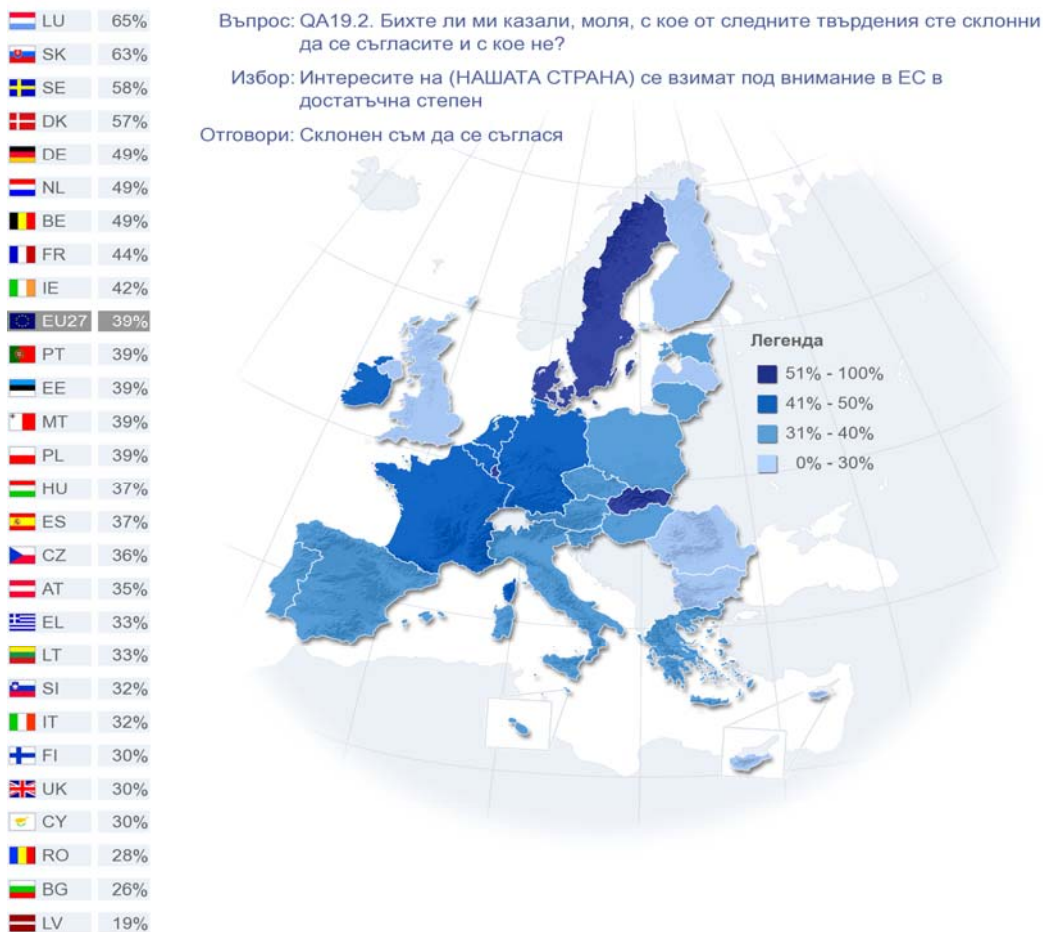 LU 65%
SK 63%
SE 58%
DK 57%
DE 49%
NL 49%
BE 49%
FR 44%
IE 42%
EU27 39%
PT 39%
EE 39%
MT 39%
PL 39%
HU 37%
ES 37%
CZ 36%
AT 35%
EL 33%
LT 33%
SI 32%
IT 32%
FI 30%
UK 30%
CY 30%
RO 28%
BG 26%
LV 19%
Въпрос: QA19.2. Бихте ли ми казали, моля, с кое от следните твърдения сте склонни
да се съгласите и с кое не?
Избор: Интересите на (НАШАТА СТРАНА) се взимат под внимание в ЕС в
достатъчна степен
Отговори: Склонен съм да се съглася
Легенда
51% - 100%
41% - 50%
31% - 40%
0% - 30%